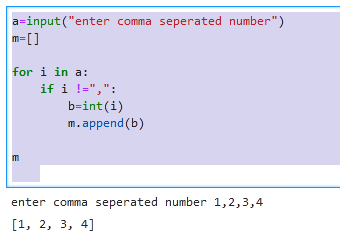 a=input("enter comma seperated number")
m=[]
for i in a:
    if i !=",":
        b=int(i)
        m.append(b)
m
enter comma seperated number 1,2,3,4
[1, 2, 3, 4]